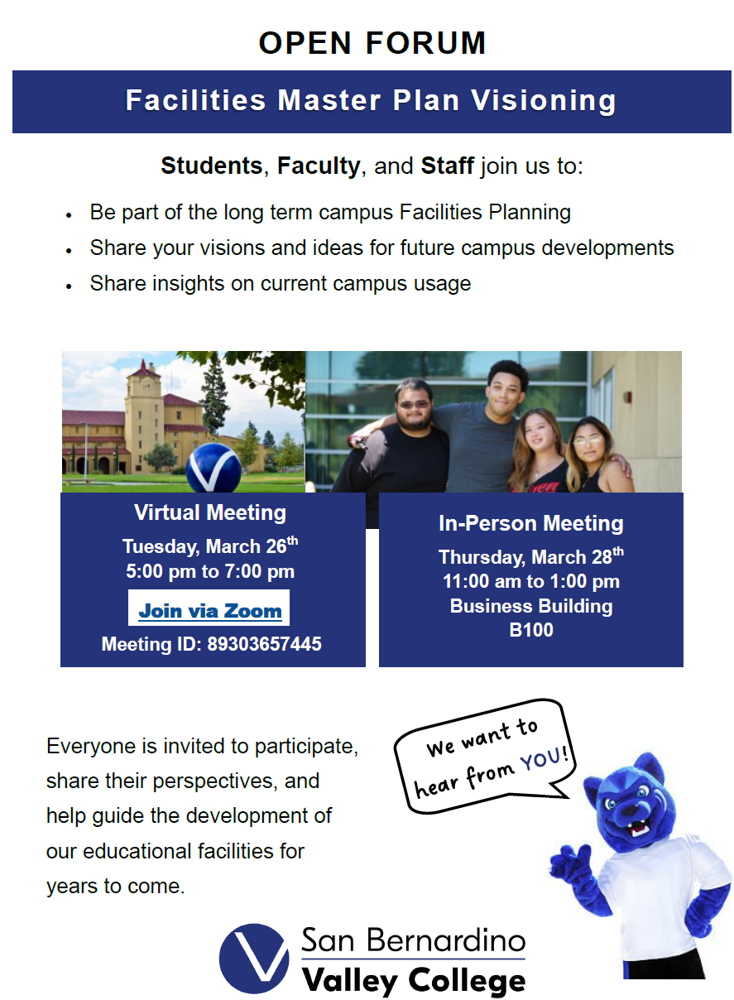 OPEN FORUM
Facilities Master Plan Visioning
Students, Faculty, and Staff join us to:
• Be part of the long term campus Facilities Planning
• Share your visions and ideas for future campus developments
• Share insights on current campus usage
Virtual Meeting
Tuesday, March 26th
5:00 pm to 7:00 pm
Join via Zoom
Meeting ID: 89303657445
In-Person Meeting
Thursday, March 28th
11:00 am to 1:00 pm
Business Building
B100
Everyone is invited to participate,
share their perspectives, and
help guide the development of
our educational facilities for
years to come.
We want to
hear from YOU!
V San Bernardino
Valley College